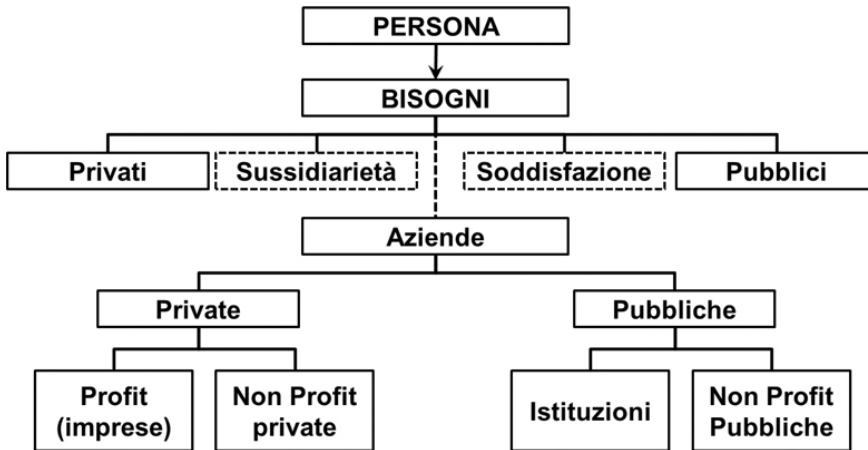 PERSONA
BISOGNI
Privati
Sussidiarietà
Soddisfazione
Pubblici
Aziende
Private
Pubbliche
Profit
(imprese)
Non Profit
private
Istituzioni
Non Profit
Pubbliche